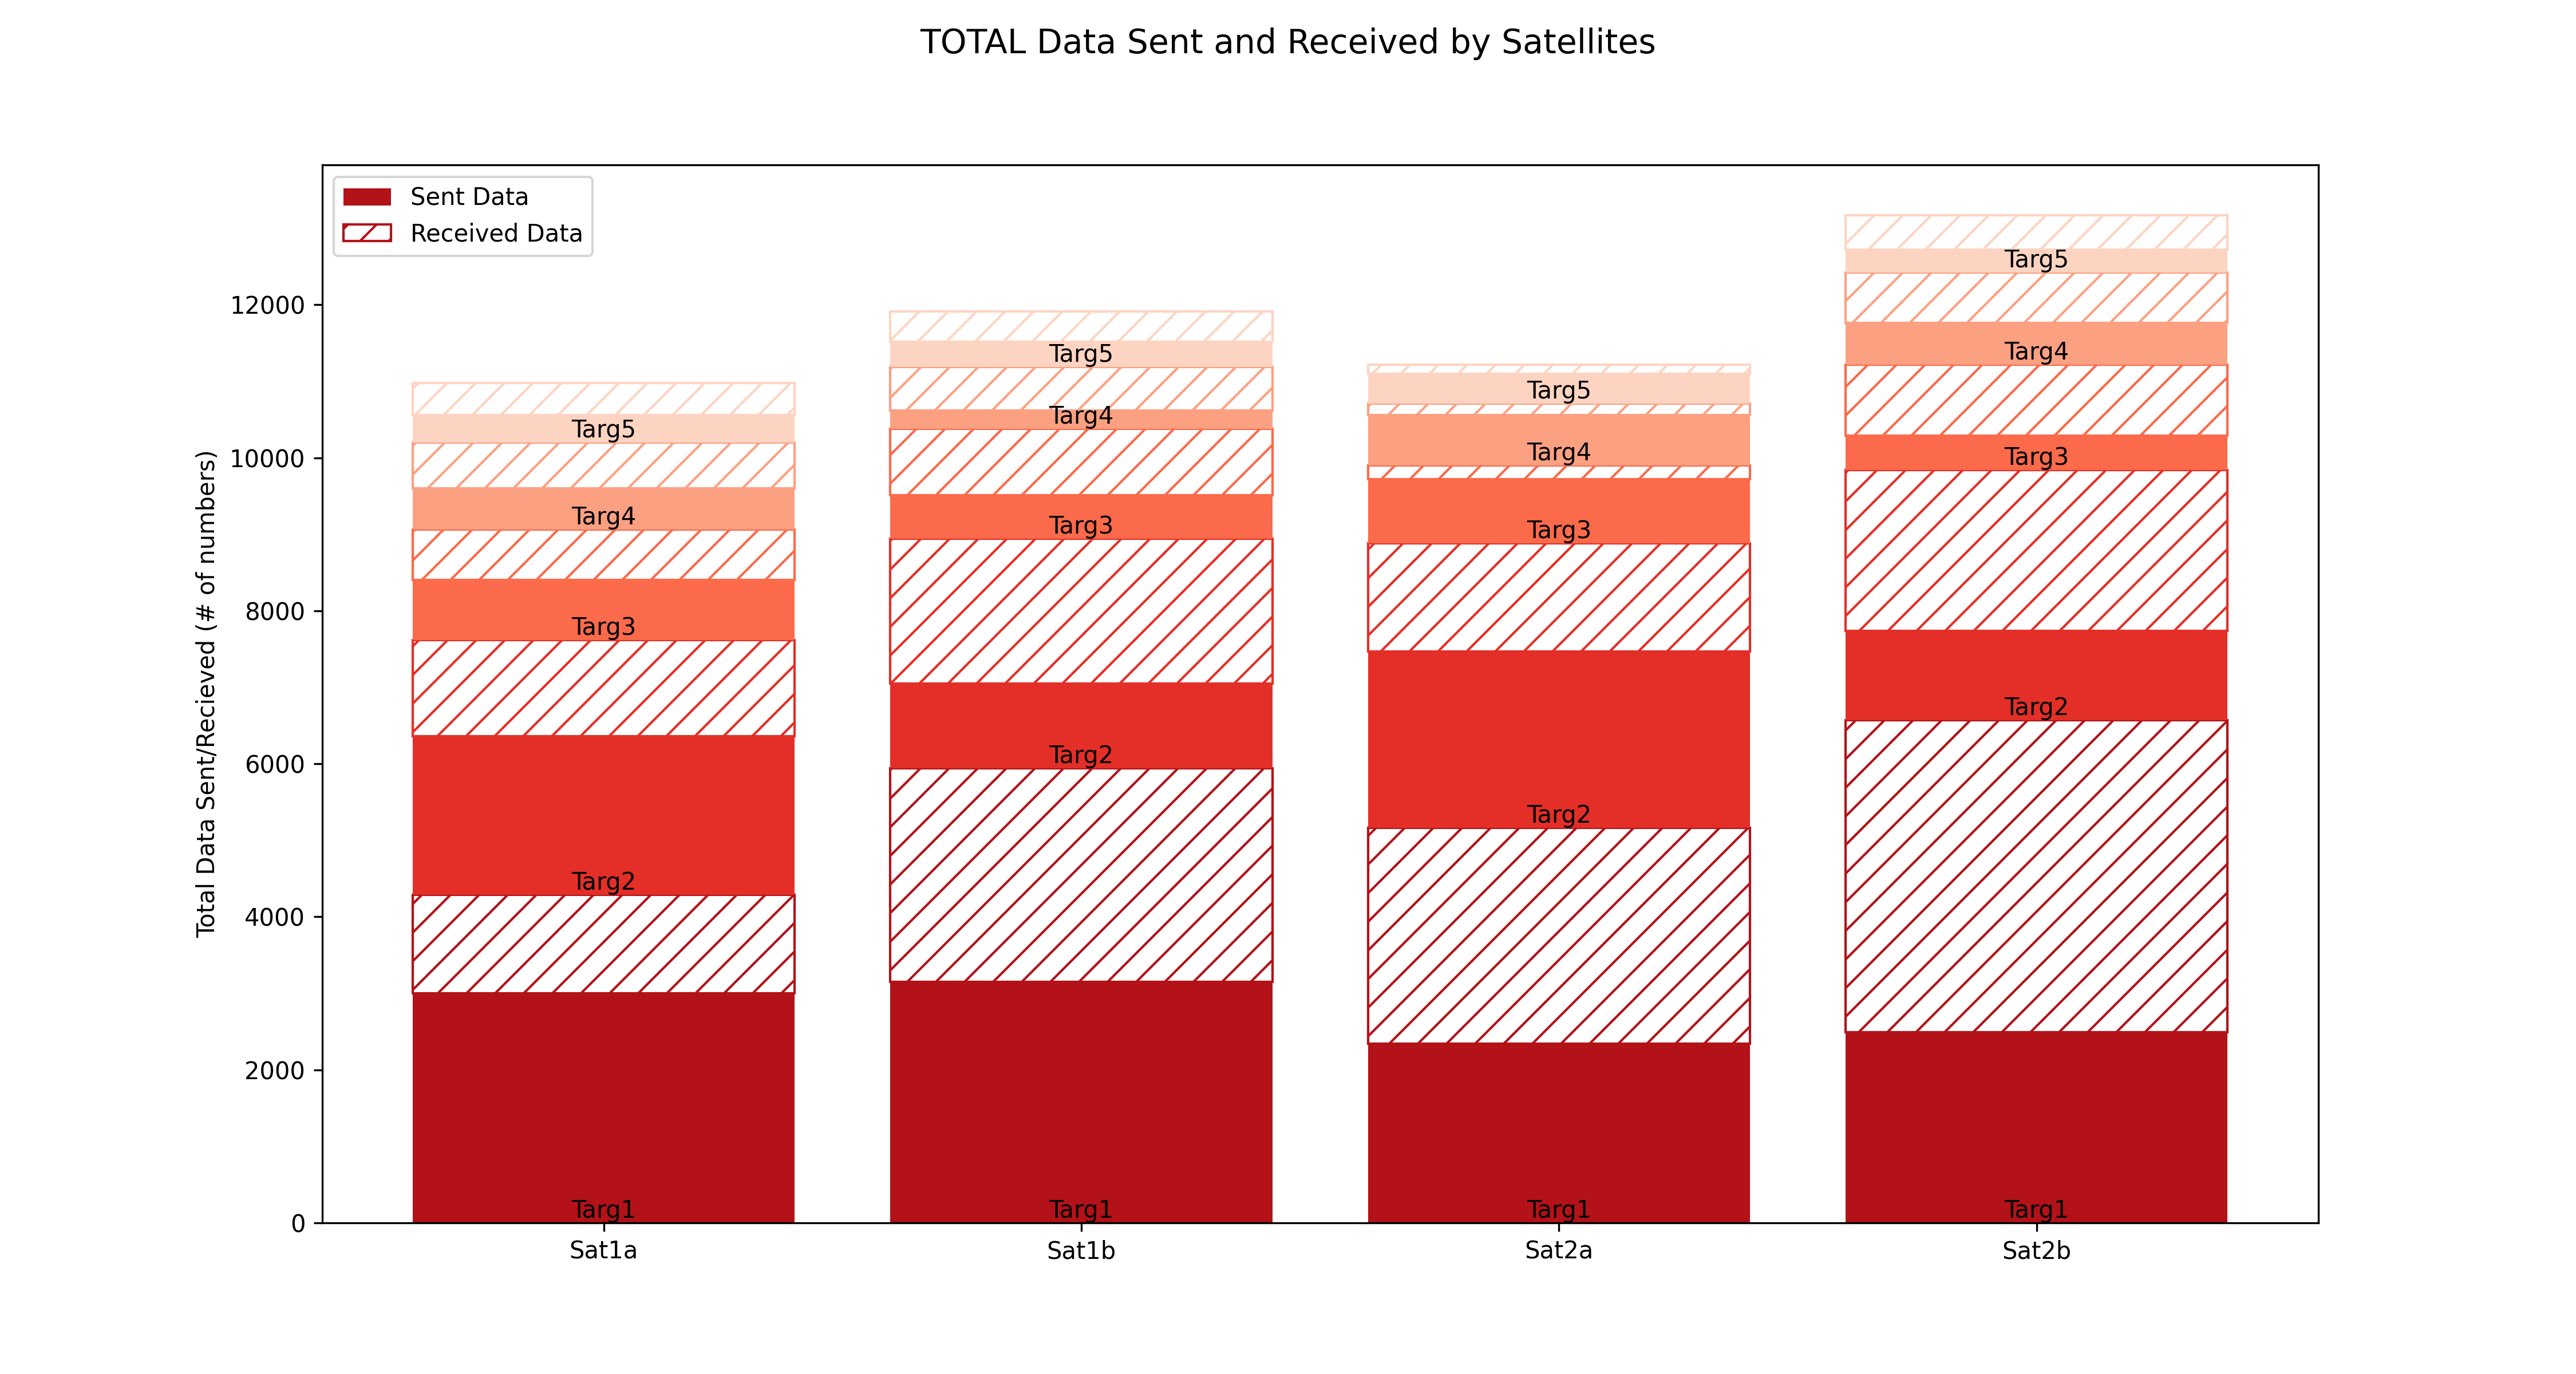 TOTAL Data Sent and Received by Satellites
Sent Data
Received Data
Total Data Sent/Recieved (# of numbers)
12000
10000
8000
6000
4000
2000
0
Targ5
Targ4
Targ3
Targ2
Targ1
Targ5
Targ4
Targ3
Targ2
Targ1
Targ5
Targ4
Targ3
Targ2
Targ1
Targ5
Targ4
Targ3
Targ2
Targ1
Sat1a
Sat1b
Sat2a
Sat2b